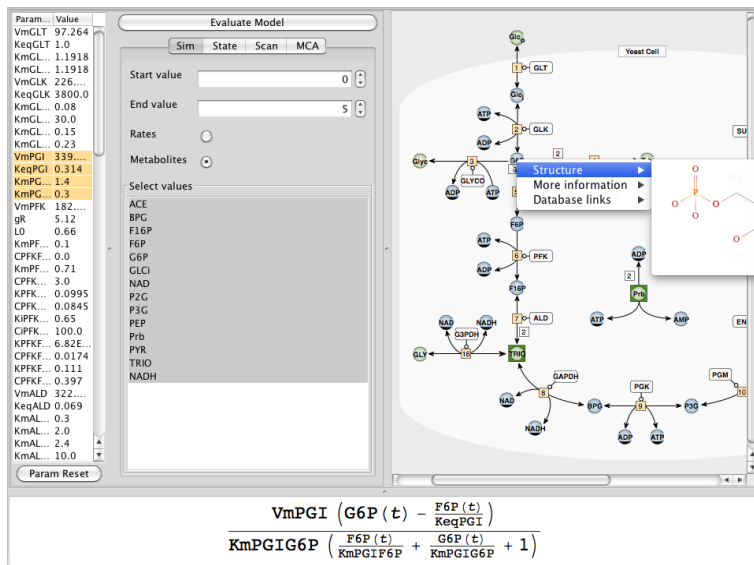 Param... Value
VmGLT 97.264
KeqGLT 1.0
KmGL... 1.1918
KmGL... 1.1918
VmGLK 226....
KeqGLK 3800.0
KmGL... 0.08
KmGL... 30.0
KmGL... 0.15
KmGL... 0.23
VmPGI 339....
KeqPGI 0.314
KmPG... 1.4
KmPG... 0.3
VmPFK 182....
gR 5.12
L0 0.66
KmPF... 0.1
CPFKF... 0.0
KmPF... 0.71
CPFK... 3.0
KPFK... 0.0995
CPFK... 0.0845
KiPFK... 0.65
CiPFK... 100.0
KPFKF... 6.82E...
CPFKF... 0.0174
KPFKF... 0.111
CPFKF... 0.397
VmALD 322....
KeqALD 0.069
KmAL... 0.3
KmAL... 2.0
KmAL... 2.4
KmAL... 10.0
Param Reset
Evaluate Model
Sim State Scan MCA
Start value 0
End value 5
Rates
Metabolites
Select values
ACE
BPG
F16P
F6P
G6P
GLCi
NAD
P2G
P3G
PEP
Prb
PYR
TRIO
NADH
Yeast Cell
Glco
1 GLT
Glci
ATP
2 GLK
ADP
SU
2
Glyc 3 G6P
GLYCO
ADP ATP
Structure
More information
Database links
O
O P O
O
O
F6P
ATP
6 PFK
ADP
ADP
2
F16P
Prb
ATP AMP
7 ALD
2
NAD NADH
G3PDH
GLY 16 TRIO
EN
GAPDH
8
NAD
NADH
PGK
BPG 9 P3G
ADP ATP
PGM
10
VmPGI (G6P(t) − F6P(t)/KeqPGI)
KmPGIG6P (F6P(t)/KmPGIF6P + G6P(t)/KmPGIG6P + 1)